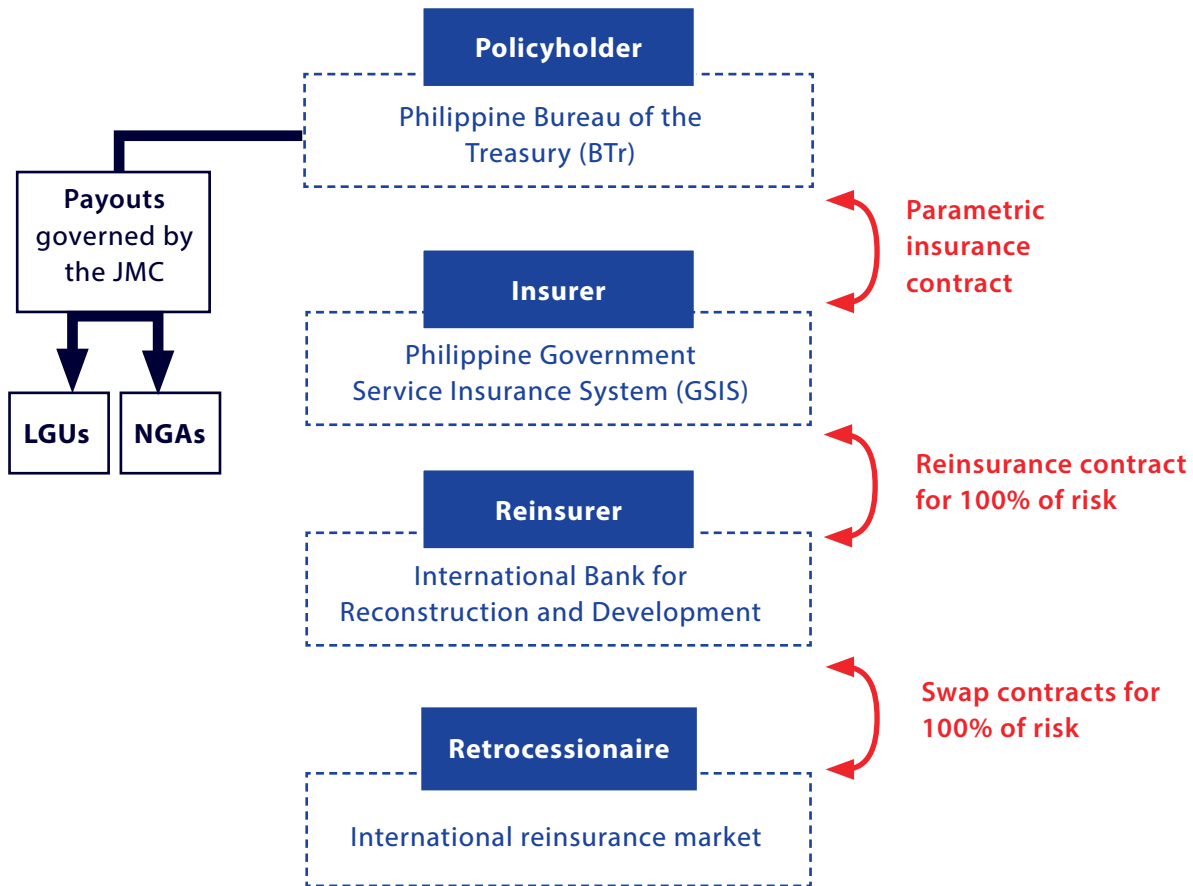 Policyholder
Philippine Bureau of the
Treasury (BTr)
Payouts
governed by
the JMC
LGUs
NGAs
Parametric
insurance
contract
Insurer
Philippine Government
Service Insurance System (GSIS)
Reinsurance contract
for 100% of risk
Reinsurer
International Bank for
Reconstruction and Development
Swap contracts for
100% of risk
Retrocessionaire
International reinsurance market